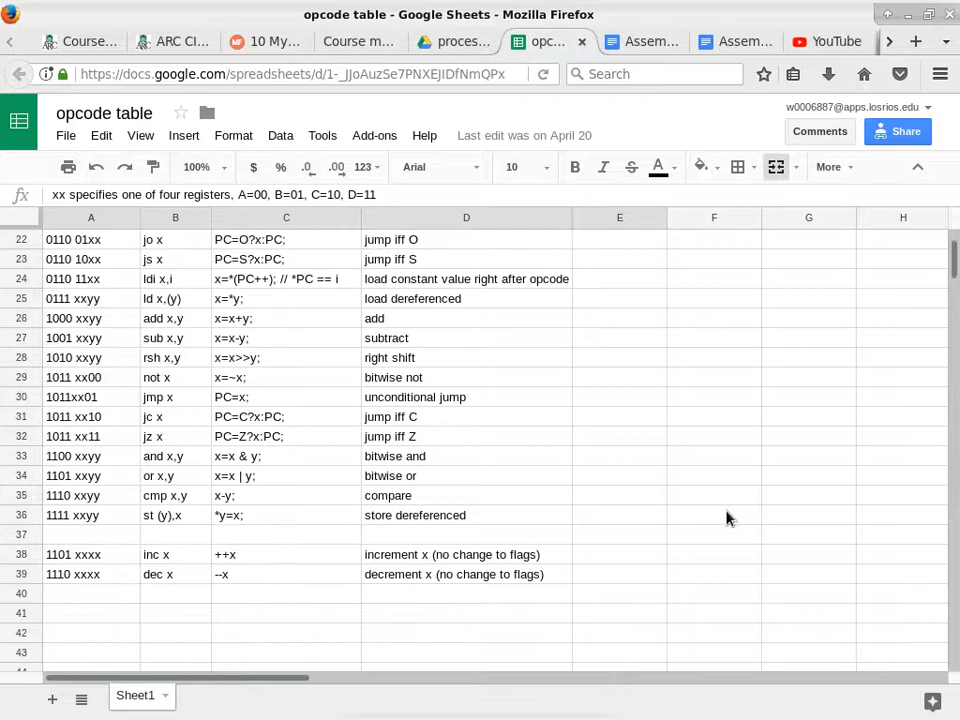 opcode table - Google Sheets - Mozilla Firefox
Course... ARC CI... 10 My... Course m... proces... opc... Assem... Assem... YouTube
https://docs.google.com/spreadsheets/d/1-_JJoAuzSe7PNXEJIDfNmQPx Search
opcode table w0006887@apps.losrios.edu
File Edit View Insert Format Data Tools Add-ons Help Last edit was on April 20 Comments Share
100% $ % .0 .00 123 Arial 10 B I S A More
fx xx specifies one of four registers, A=00, B=01, C=10, D=11
A B C D E F G H
22 0110 01xx jo x PC=O?x:PC; jump iff O
23 0110 10xx js x PC=S?x:PC; jump iff S
24 0110 11xx ldi x,i x=*(PC++); // *PC == i load constant value right after opcode
25 0111 xxyy ld x,(y) x=*y; load dereferenced
26 1000 xxyy add x,y x=x+y; add
27 1001 xxyy sub x,y x=x-y; subtract
28 1010 xxyy rsh x,y x=x>>y; right shift
29 1011 xx00 not x x=~x; bitwise not
30 1011xx01 jmp x PC=x; unconditional jump
31 1011 xx10 jc x PC=C?x:PC; jump iff C
32 1011 xx11 jz x PC=Z?x:PC; jump iff Z
33 1100 xxyy and x,y x=x & y; bitwise and
34 1101 xxyy or x,y x=x | y; bitwise or
35 1110 xxyy cmp x,y x-y; compare
36 1111 xxyy st (y),x *y=x; store dereferenced
37
38 1101 xxxx inc x ++x increment x (no change to flags)
39 1110 xxxx dec x --x decrement x (no change to flags)
40
41
42
43
Sheet1